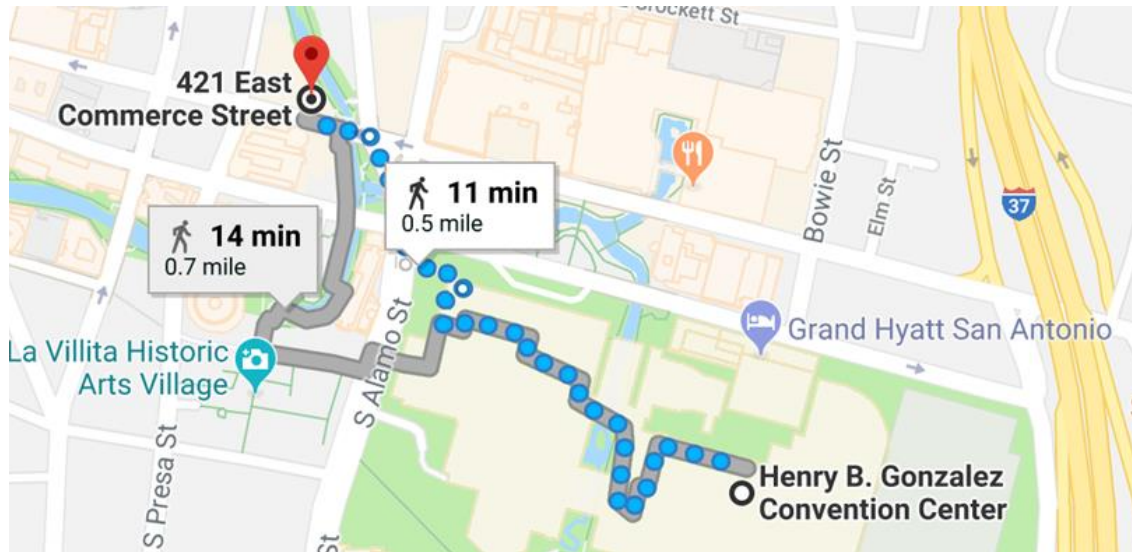 Crockett St
421 East
Commerce Street
11 min
0.5 mile
Bowie St
Elm St
37
14 min
0.7 mile
S Alamo St
Grand Hyatt San Antonio
La Villita Historic
Arts Village
S Presa St
Henry B. Gonzalez
Convention Center
St